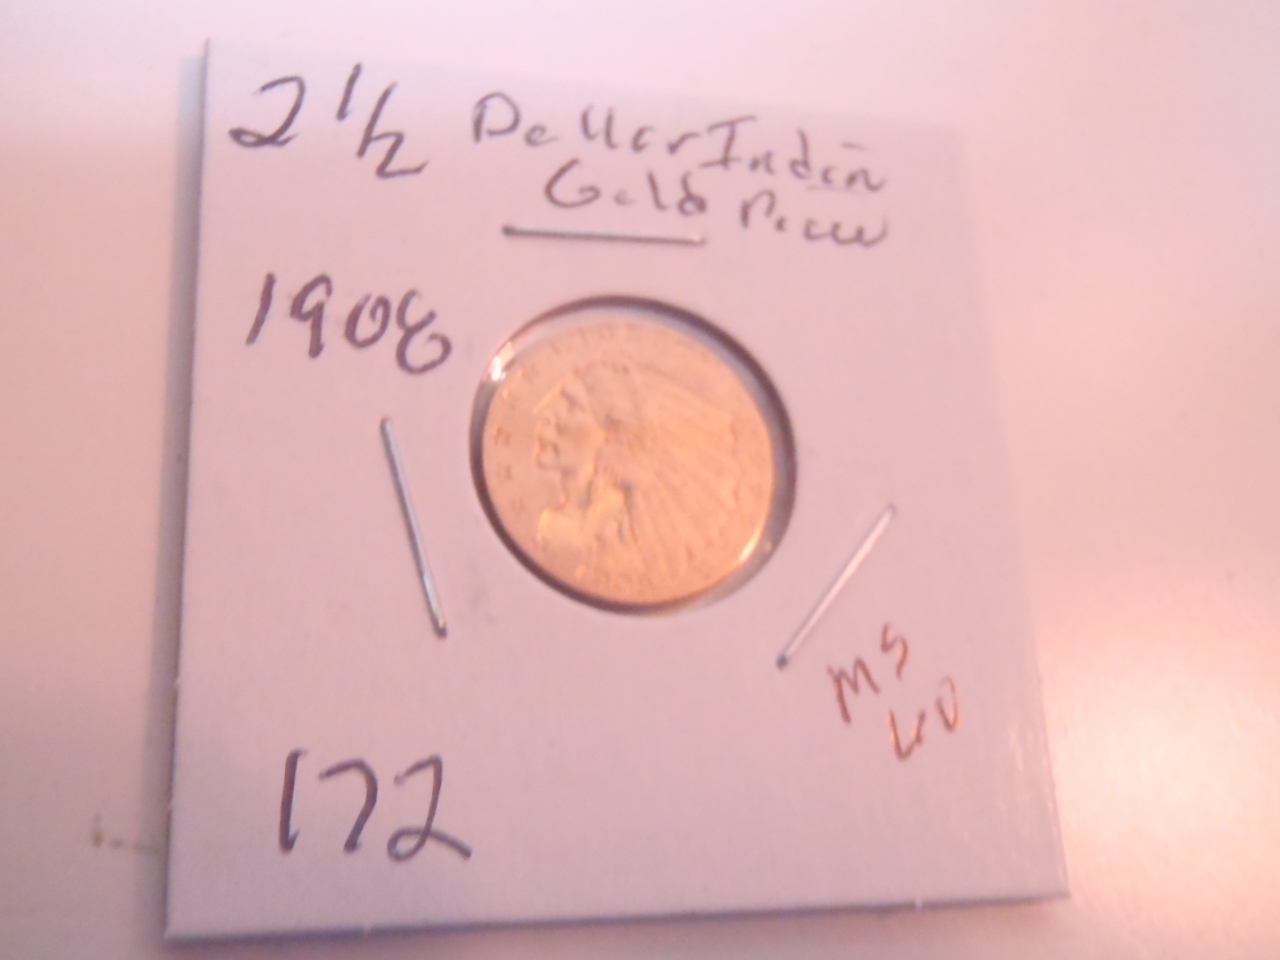 2 1/2 Dollar Indian
Gold Piece
1908
MS
60
172